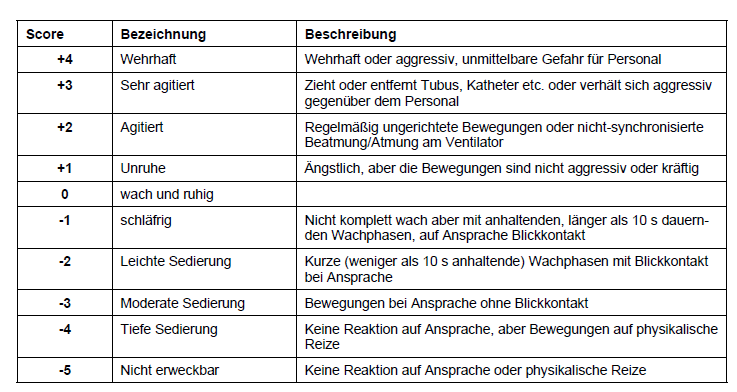 Score Bezeichnung Beschreibung
+4 Wehrhaft Wehrhaft oder aggressiv, unmittelbare Gefahr für Personal
+3 Sehr agitiert Zieht oder entfernt Tubus, Katheter etc. oder verhält sich aggressiv
gegenüber dem Personal
+2 Agitiert Regelmäßig ungerichtete Bewegungen oder nicht-synchronisierte
Beatmung/Atmung am Ventilator
+1 Unruhe Ängstlich, aber die Bewegungen sind nicht aggressiv oder kräftig
0 wach und ruhig
-1 schläfrig Nicht komplett wach aber mit anhaltenden, länger als 10 s dauern-
den Wachphasen, auf Ansprache Blickkontakt
-2 Leichte Sedierung Kurze (weniger als 10 s anhaltende) Wachphasen mit Blickkontakt
bei Ansprache
-3 Moderate Sedierung Bewegungen bei Ansprache ohne Blickkontakt
-4 Tiefe Sedierung Keine Reaktion auf Ansprache, aber Bewegungen auf physikalische
Reize
-5 Nicht erweckbar Keine Reaktion auf Ansprache oder physikalische Reize